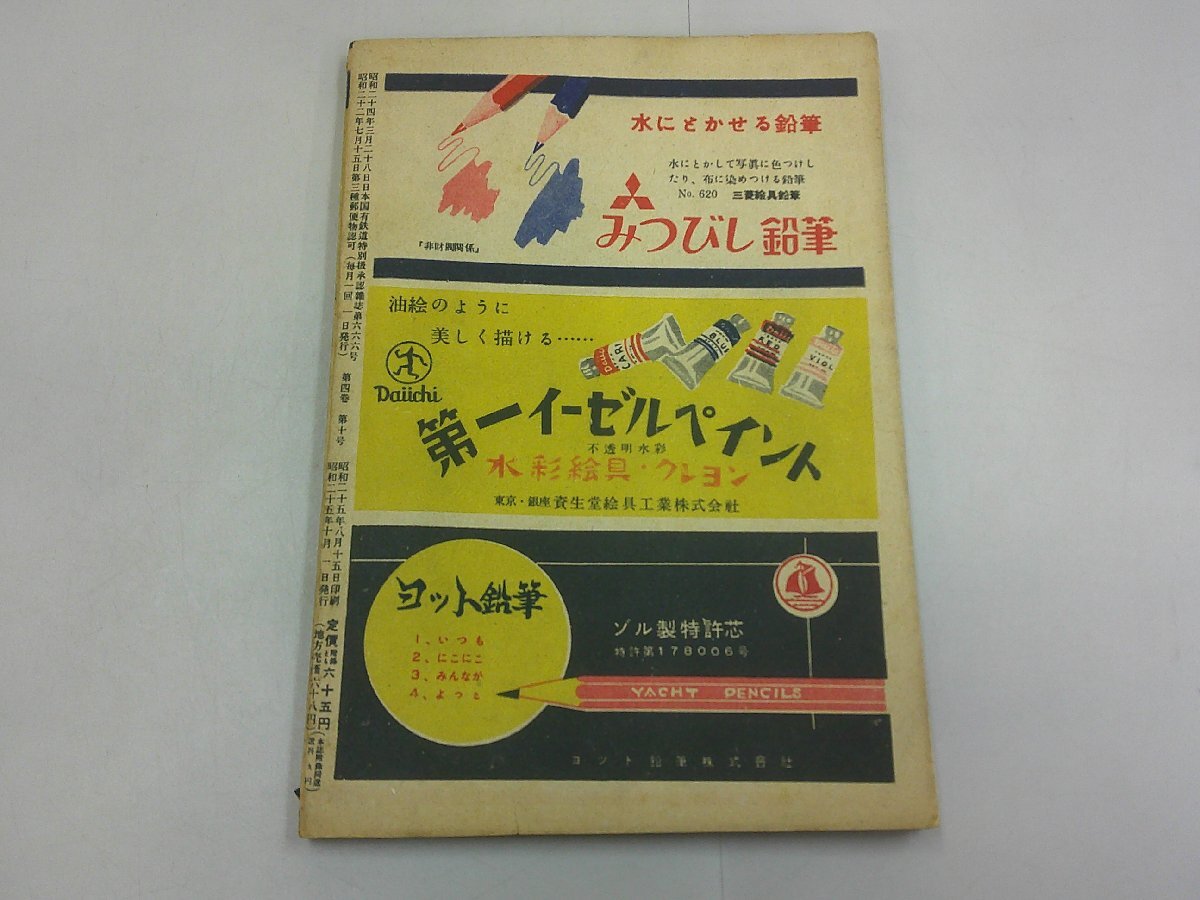 昭和二十四年三月二十八日日本国有鉄道特別扱承認雑誌第六六六号
昭和二十二年七月十五日第三種郵便物認可(毎月一回 一日発行)
第四巻 第十号
昭和二十五年八月十五日印刷
昭和二十五年十月 一日発行
定價 六十五円
(地方売價六十八円)
水にとかせる鉛筆
水にとかして写眞に色つけし
たり、布に染めつける鉛筆
No. 620 三菱絵具鉛筆
みつびし鉛筆
『非財閥関係』
油絵のように
美しく描ける……
Daiichi
第一イーゼルペイント
不透明水彩
水彩絵具・クレヨン
東京・銀座 資生堂絵具工業株式会社
ヨット鉛筆
1、いつも
2、にこにこ
3、みんなが
4、よっと
ゾル製特許芯
特許第178006号
YACHT PENCILS
ヨット鉛筆株式會社